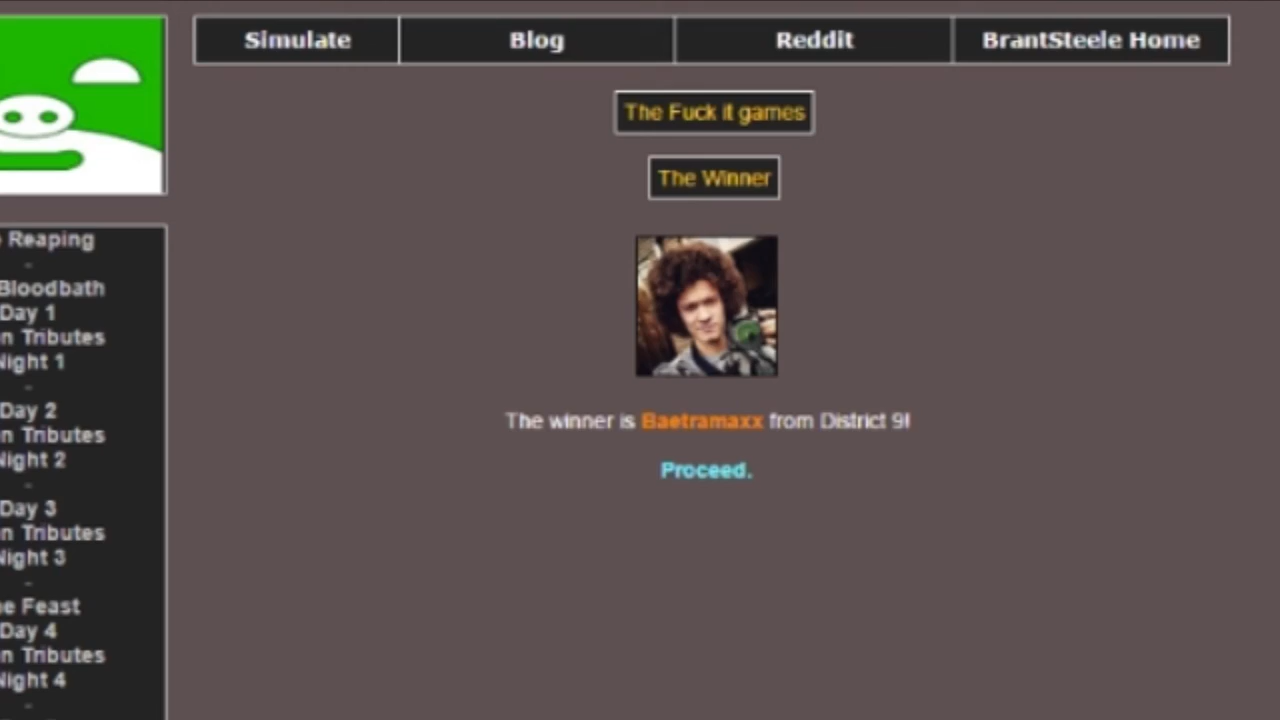 Simulate
Blog
Reddit
BrantSteele Home
The Fuck it games
The Winner
The winner is Baetramaxx from District 9!
Proceed.
Reaping
-
Bloodbath
Day 1
n Tributes
Night 1
-
Day 2
n Tributes
Night 2
-
Day 3
n Tributes
Night 3
-
e Feast
Day 4
n Tributes
Night 4
-